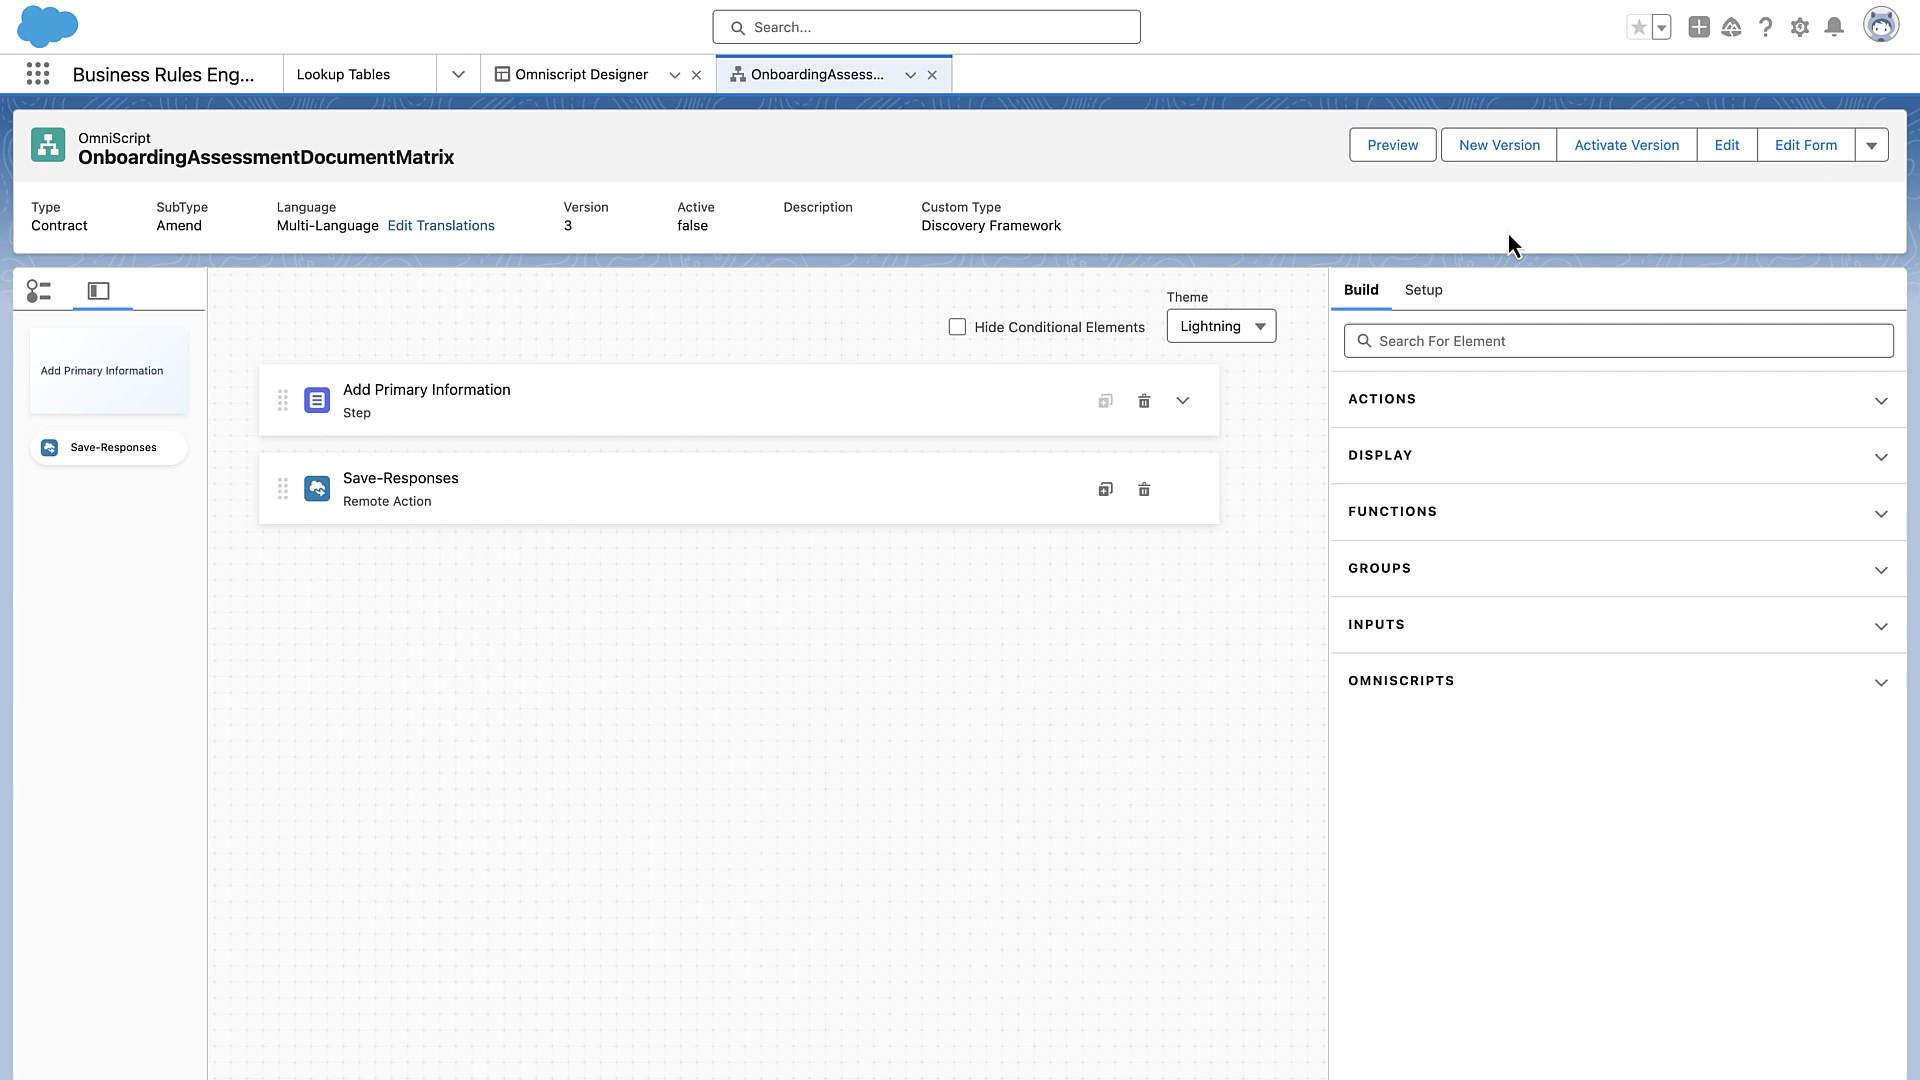 Search...
Business Rules Eng...
Lookup Tables
Omniscript Designer
OnboardingAssess...
OmniScript
OnboardingAssessmentDocumentMatrix
Preview
New Version
Activate Version
Edit
Edit Form
Type
Contract
SubType
Amend
Language
Multi-Language Edit Translations
Version
3
Active
false
Description
Custom Type
Discovery Framework
Add Primary Information
Save-Responses
Hide Conditional Elements
Theme
Lightning
Add Primary Information
Step
Save-Responses
Remote Action
Build
Setup
Search For Element
ACTIONS
DISPLAY
FUNCTIONS
GROUPS
INPUTS
OMNISCRIPTS